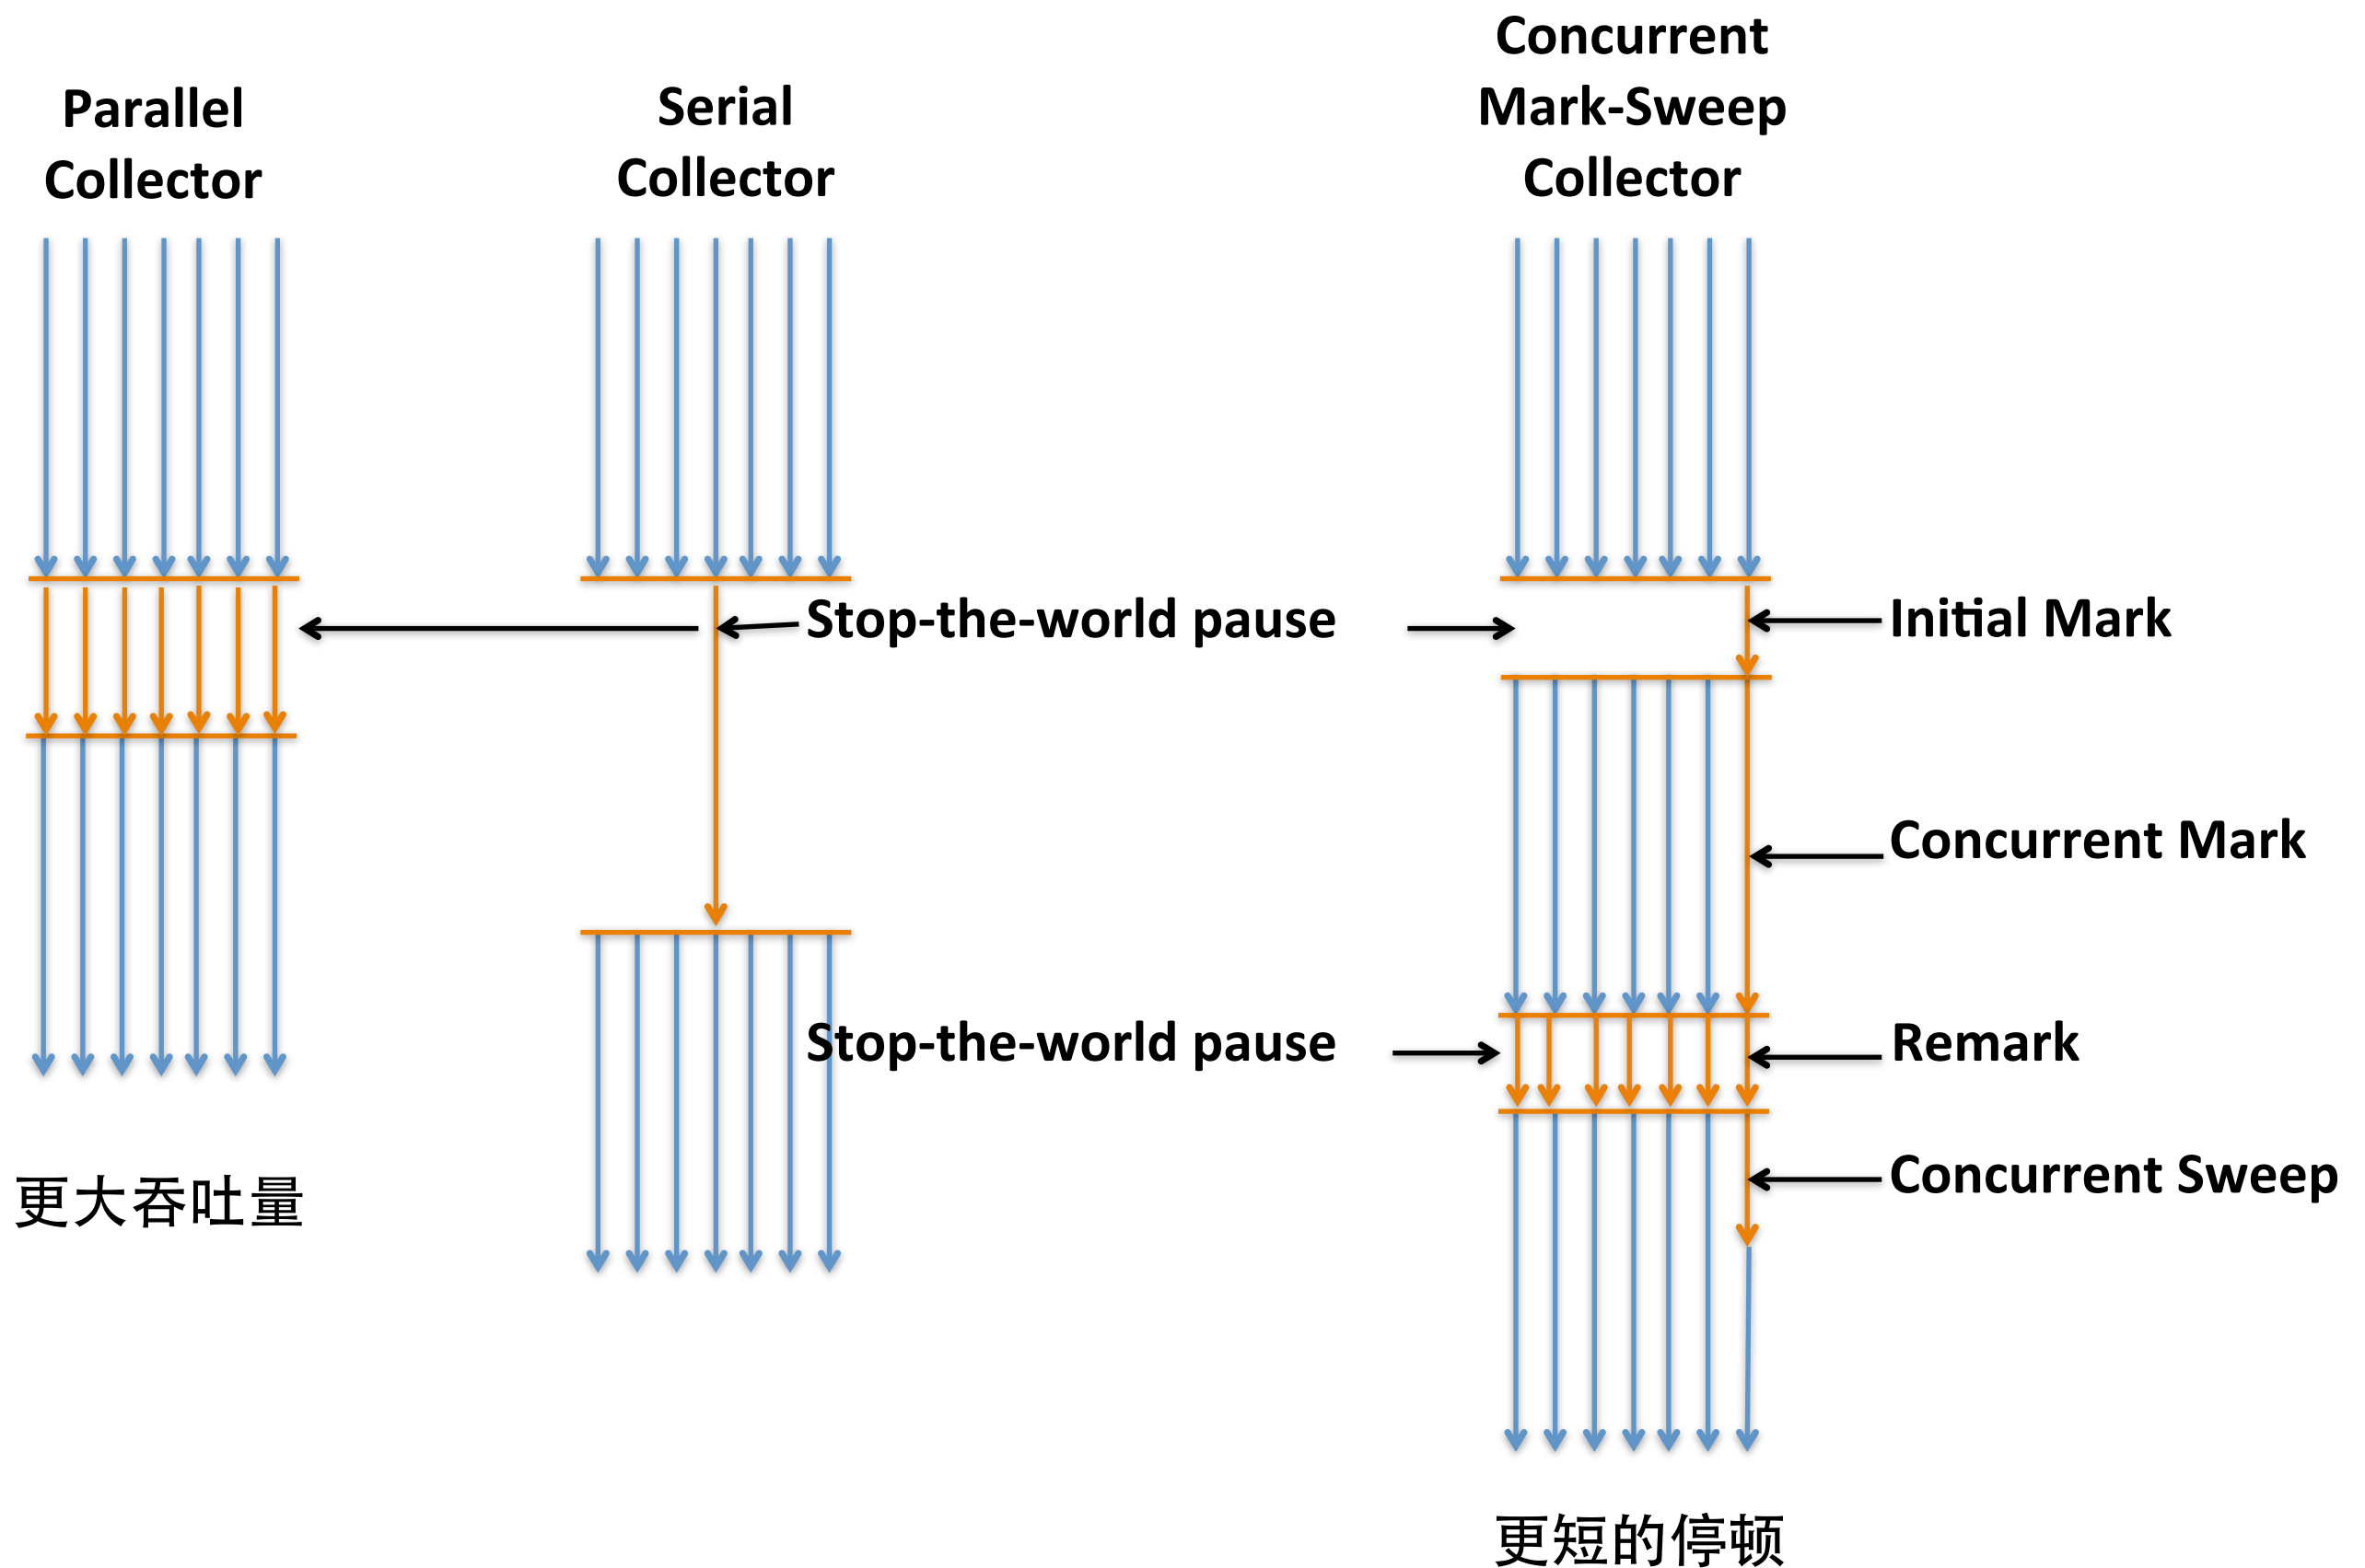 Parallel
Collector
Serial
Collector
Concurrent
Mark-Sweep
Collector
Stop-the-world pause
Initial Mark
Concurrent Mark
Stop-the-world pause
Remark
Concurrent Sweep
更大吞吐量
更短的停顿